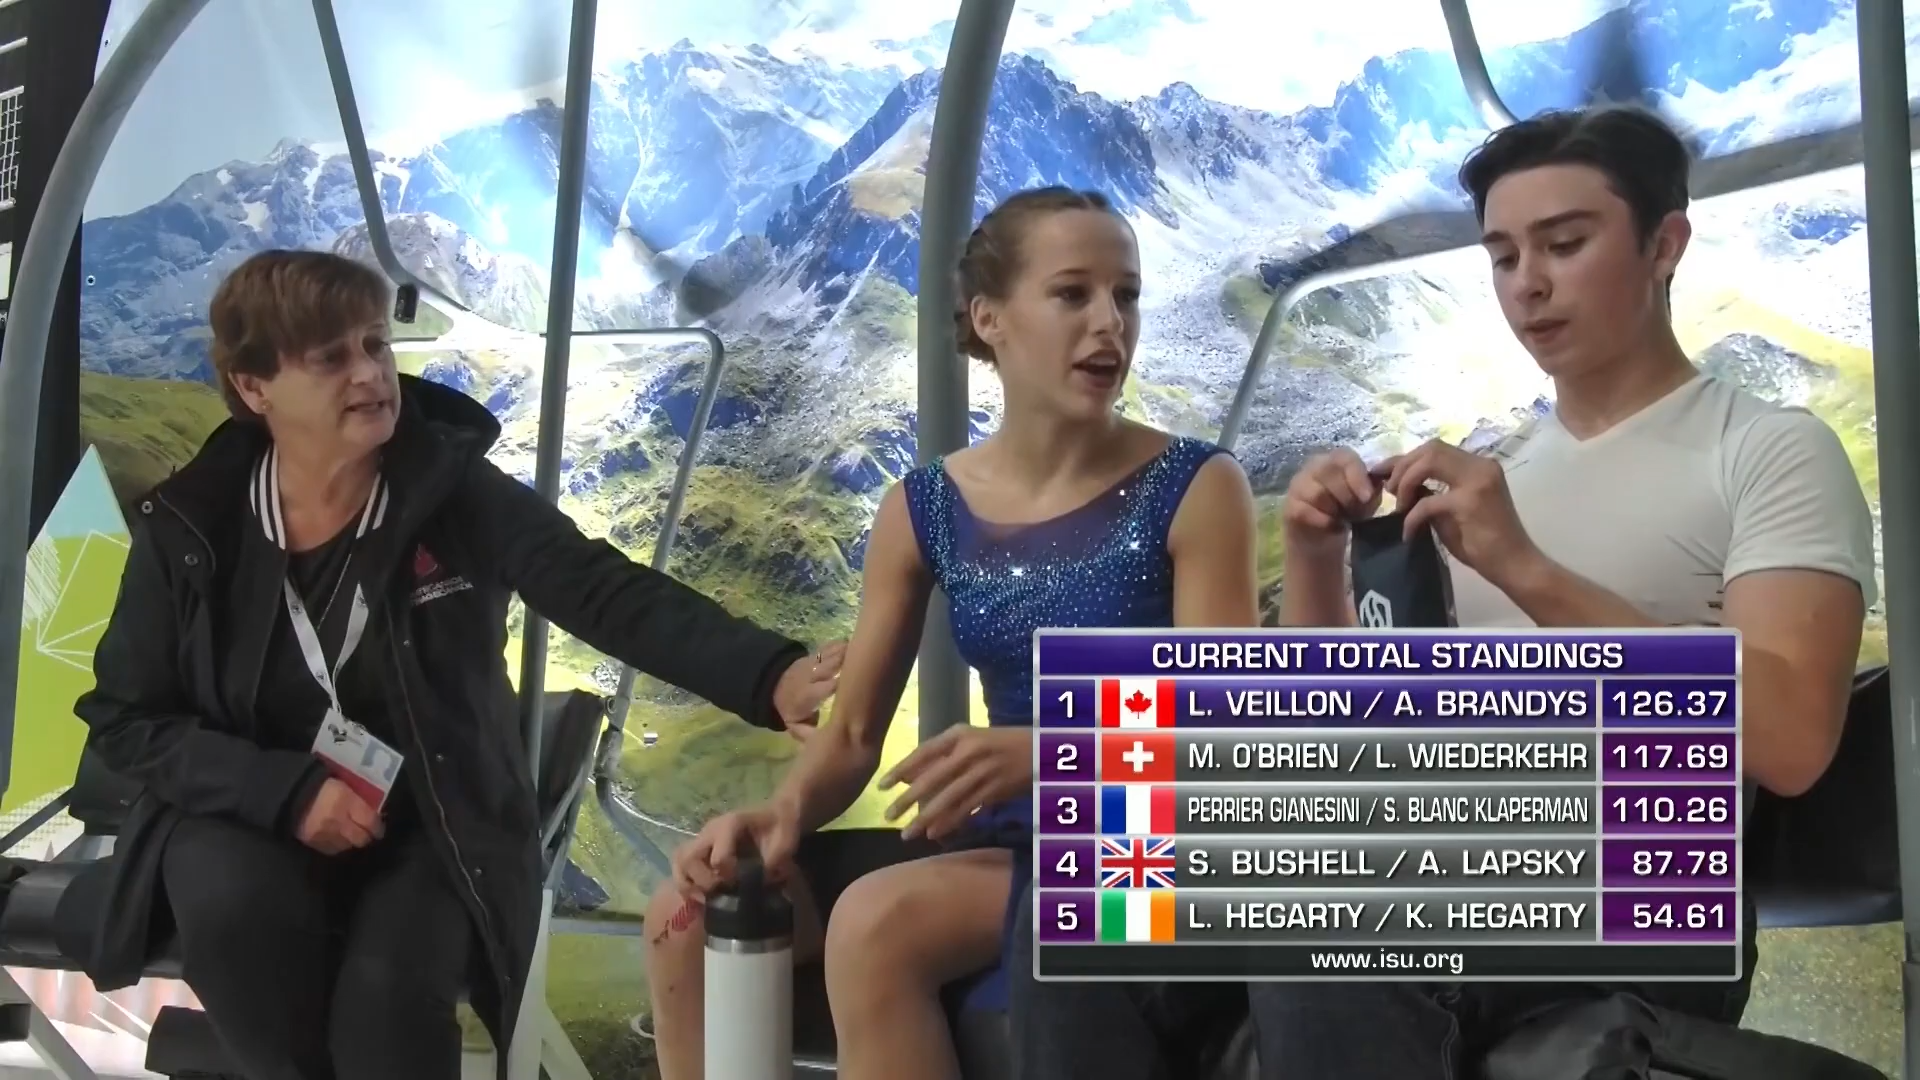 CURRENT TOTAL STANDINGS
1 L. VEILLON / A. BRANDYS 126.37
2 M. O'BRIEN / L. WIEDERKEHR 117.69
3 PERRIER GIANESINI / S. BLANC KLAPERMAN 110.26
4 S. BUSHELL / A. LAPSKY 87.78
5 L. HEGARTY / K. HEGARTY 54.61
www.isu.org